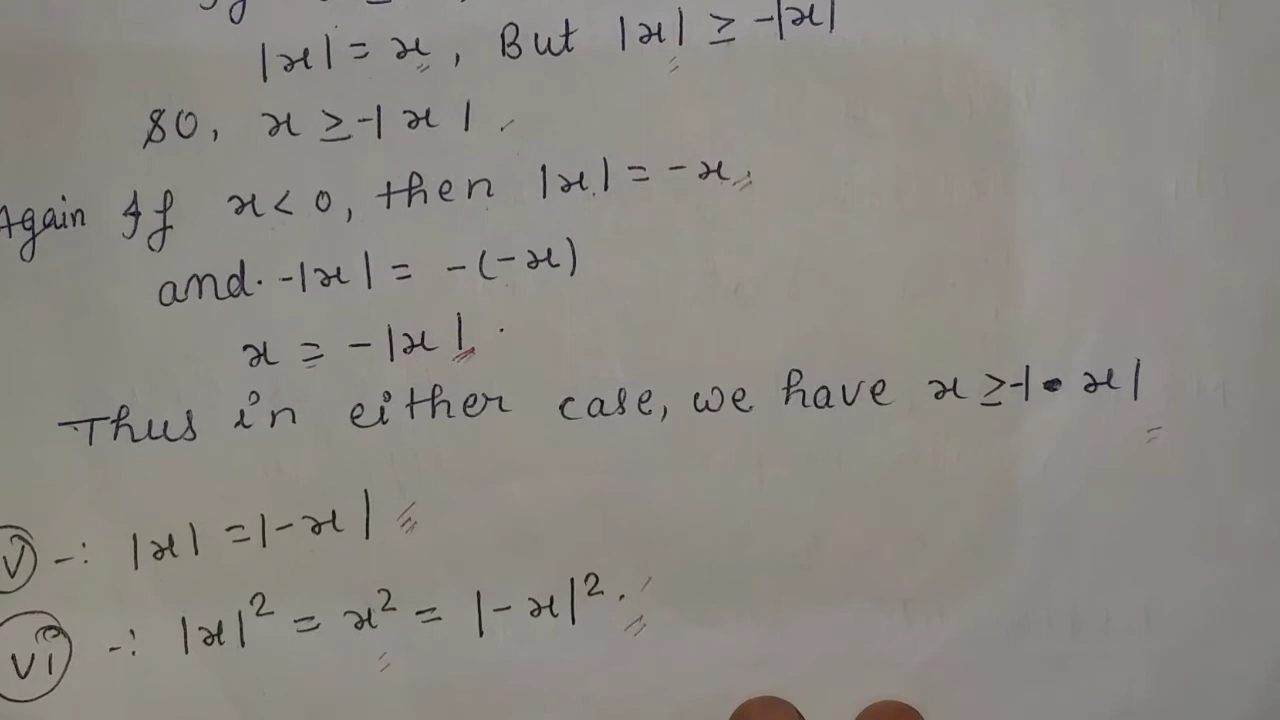 |x| = x, But |x| ≥ -|x|
So, x ≥ -|x|.
Again If x < 0, then |x| = -x,
and. -|x| = -(-x)
x = -|x|.
Thus in either case, we have x ≥ -|x|
V -: |x| = |-x|
vi -: |x|² = x² = |-x|².